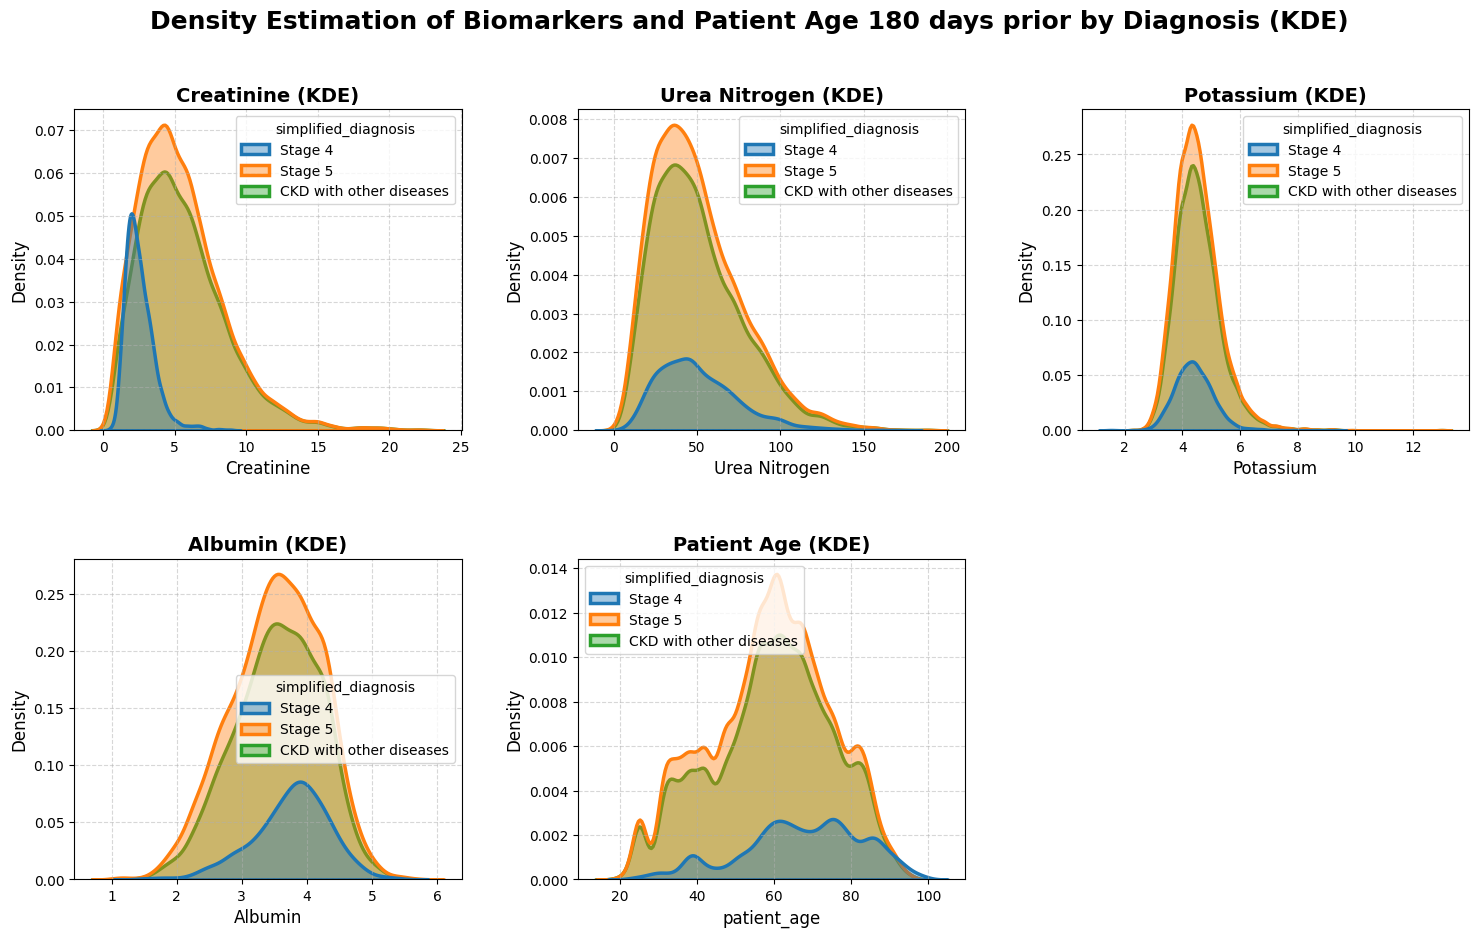 Density Estimation of Biomarkers and Patient Age 180 days prior by Diagnosis (KDE)
Creatinine (KDE)
0.07
0.06
0.05
0.04
0.03
0.02
0.01
0.00
Density
simplified_diagnosis
Stage 4
Stage 5
CKD with other diseases
0 5 10 15 20 25
Creatinine
Urea Nitrogen (KDE)
0.008
0.007
0.006
0.005
0.004
0.003
0.002
0.001
0.000
Density
simplified_diagnosis
Stage 4
Stage 5
CKD with other diseases
0 50 100 150 200
Urea Nitrogen
Potassium (KDE)
0.25
0.20
0.15
0.10
0.05
0.00
Density
simplified_diagnosis
Stage 4
Stage 5
CKD with other diseases
2 4 6 8 10 12
Potassium
Albumin (KDE)
0.25
0.20
0.15
0.10
0.05
0.00
Density
simplified_diagnosis
Stage 4
Stage 5
CKD with other diseases
1 2 3 4 5 6
Albumin
Patient Age (KDE)
0.014
0.012
0.010
0.008
0.006
0.004
0.002
0.000
Density
simplified_diagnosis
Stage 4
Stage 5
CKD with other diseases
20 40 60 80 100
patient_age